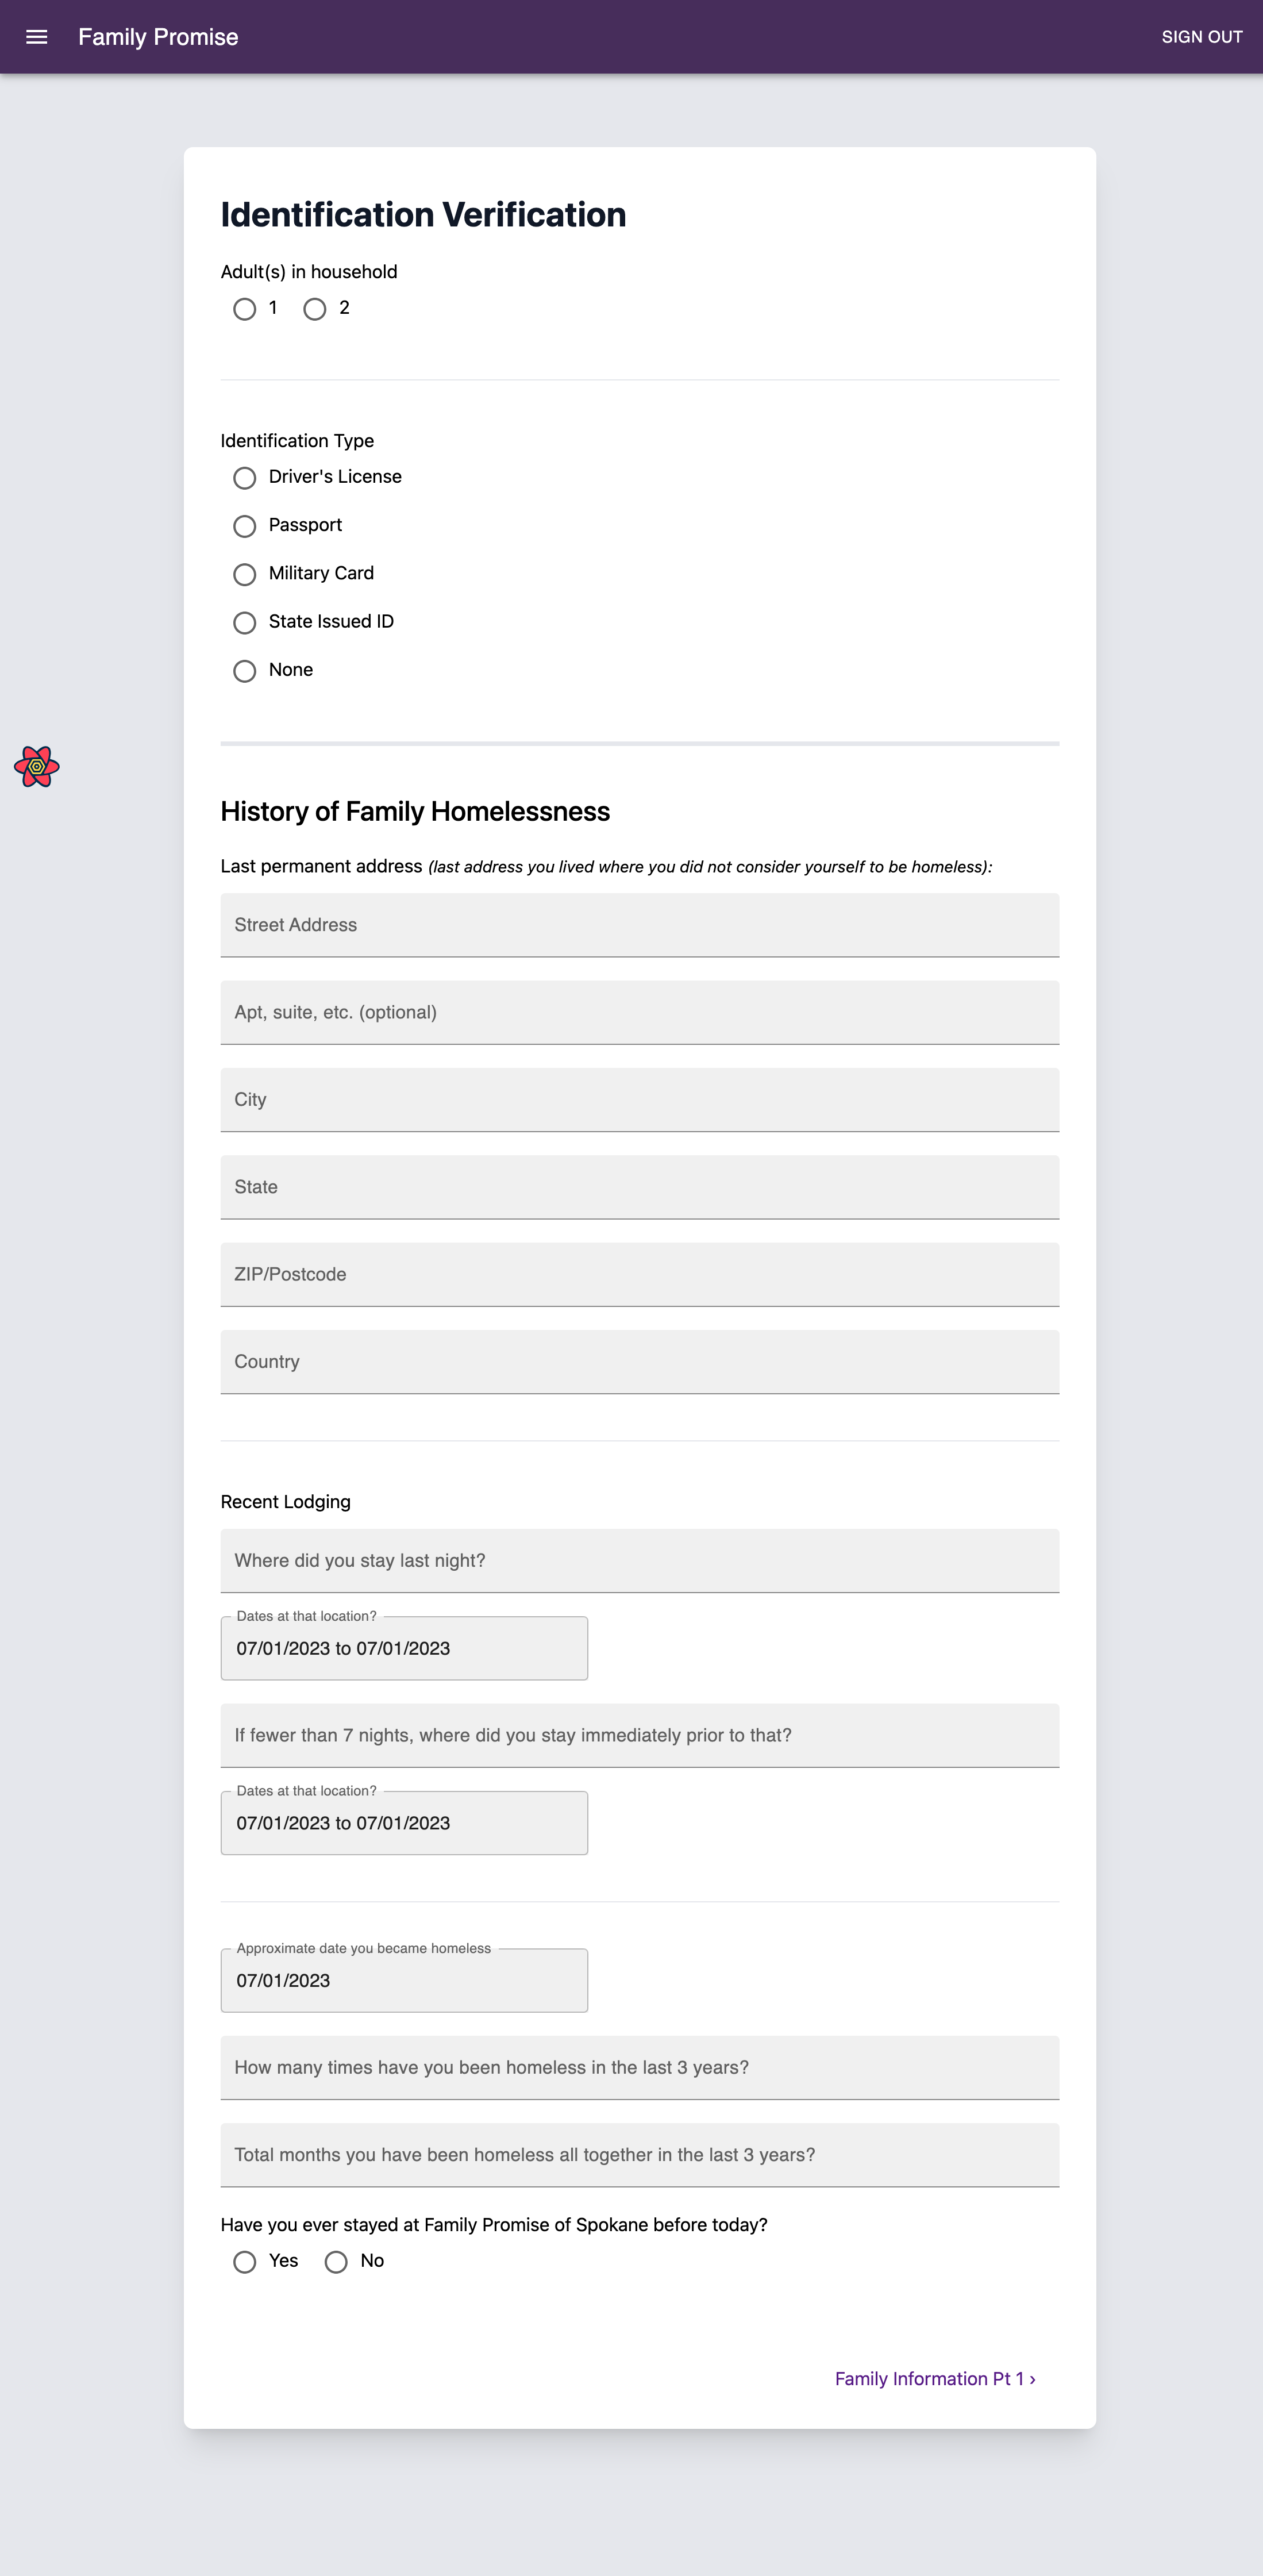 Family Promise
SIGN OUT
Identification Verification
Adult(s) in household
1 2
Identification Type
Driver's License
Passport
Military Card
State Issued ID
None
History of Family Homelessness
Last permanent address (last address you lived where you did not consider yourself to be homeless):
Street Address
Apt, suite, etc. (optional)
City
State
ZIP/Postcode
Country
Recent Lodging
Where did you stay last night?
Dates at that location?
07/01/2023 to 07/01/2023
If fewer than 7 nights, where did you stay immediately prior to that?
Dates at that location?
07/01/2023 to 07/01/2023
Approximate date you became homeless
07/01/2023
How many times have you been homeless in the last 3 years?
Total months you have been homeless all together in the last 3 years?
Have you ever stayed at Family Promise of Spokane before today?
Yes No
Family Information Pt 1 ›